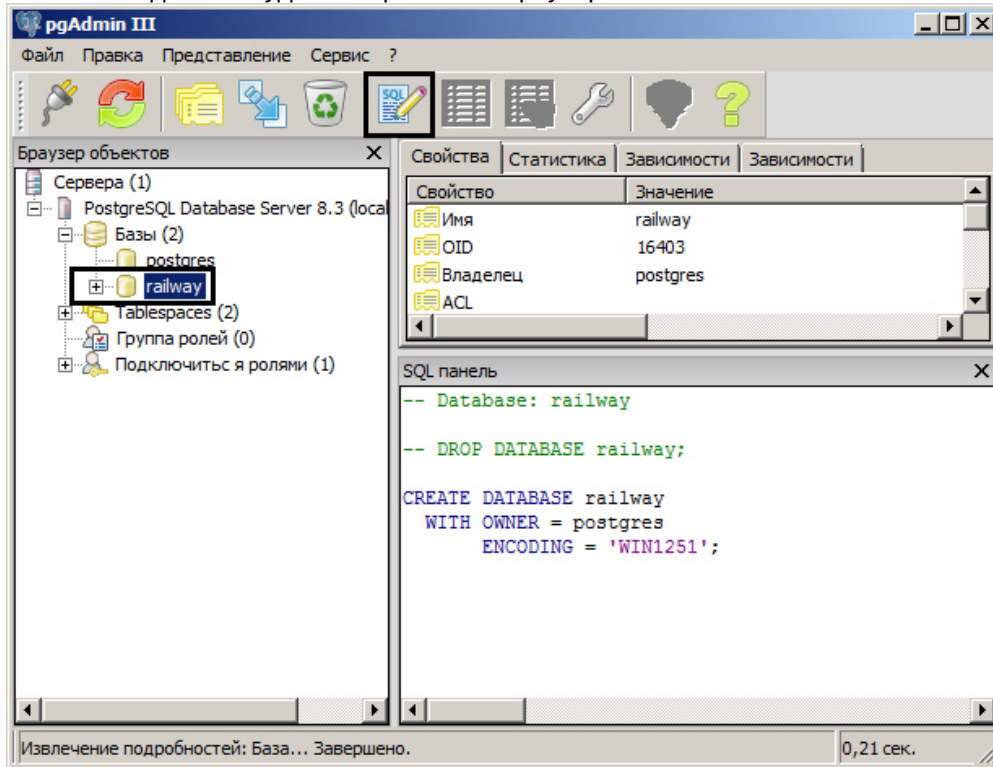 pgAdmin III
Файл Правка Представление Сервис ?
SQL
Браузер объектов
Сервера (1)
PostgreSQL Database Server 8.3 (local
Базы (2)
postgres
railway
Tablespaces (2)
Группа ролей (0)
Подключитьс я ролями (1)
Свойства Статистика Зависимости Зависимости
Свойство Значение
Имя railway
OID 16403
Владелец postgres
ACL
SQL панель
-- Database: railway
-- DROP DATABASE railway;
CREATE DATABASE railway
WITH OWNER = postgres
ENCODING = 'WIN1251';
Извлечение подробностей: База... Завершено.
0,21 сек.